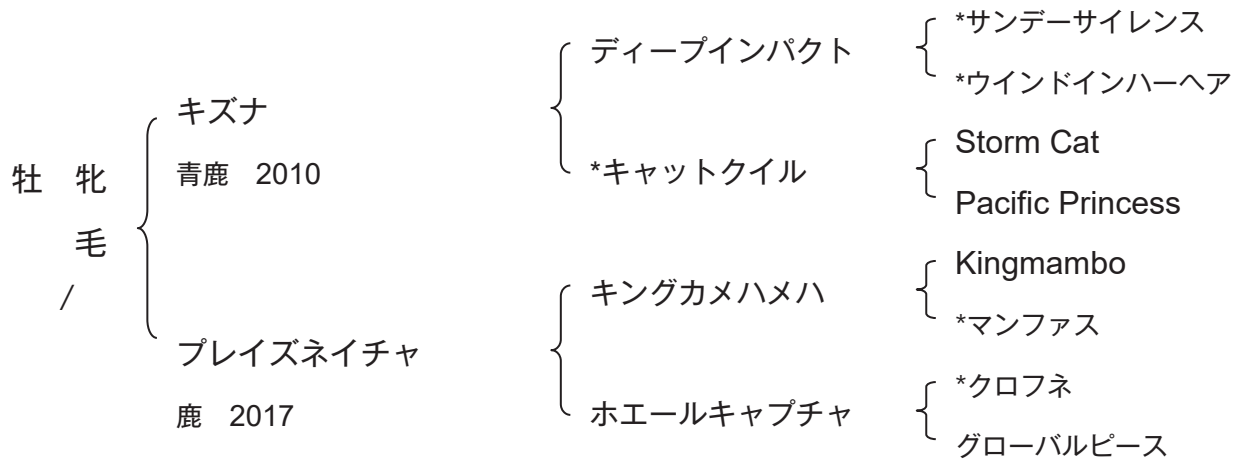 牡　牝
毛
/
キズナ
青鹿　2010
プレイズネイチャ
鹿　2017
ディープインパクト
*キャットクイル
キングカメハメハ
ホエールキャプチャ
*サンデーサイレンス
*ウインドインハーヘア
Storm Cat
Pacific Princess
Kingmambo
*マンファス
*クロフネ
グローバルピース